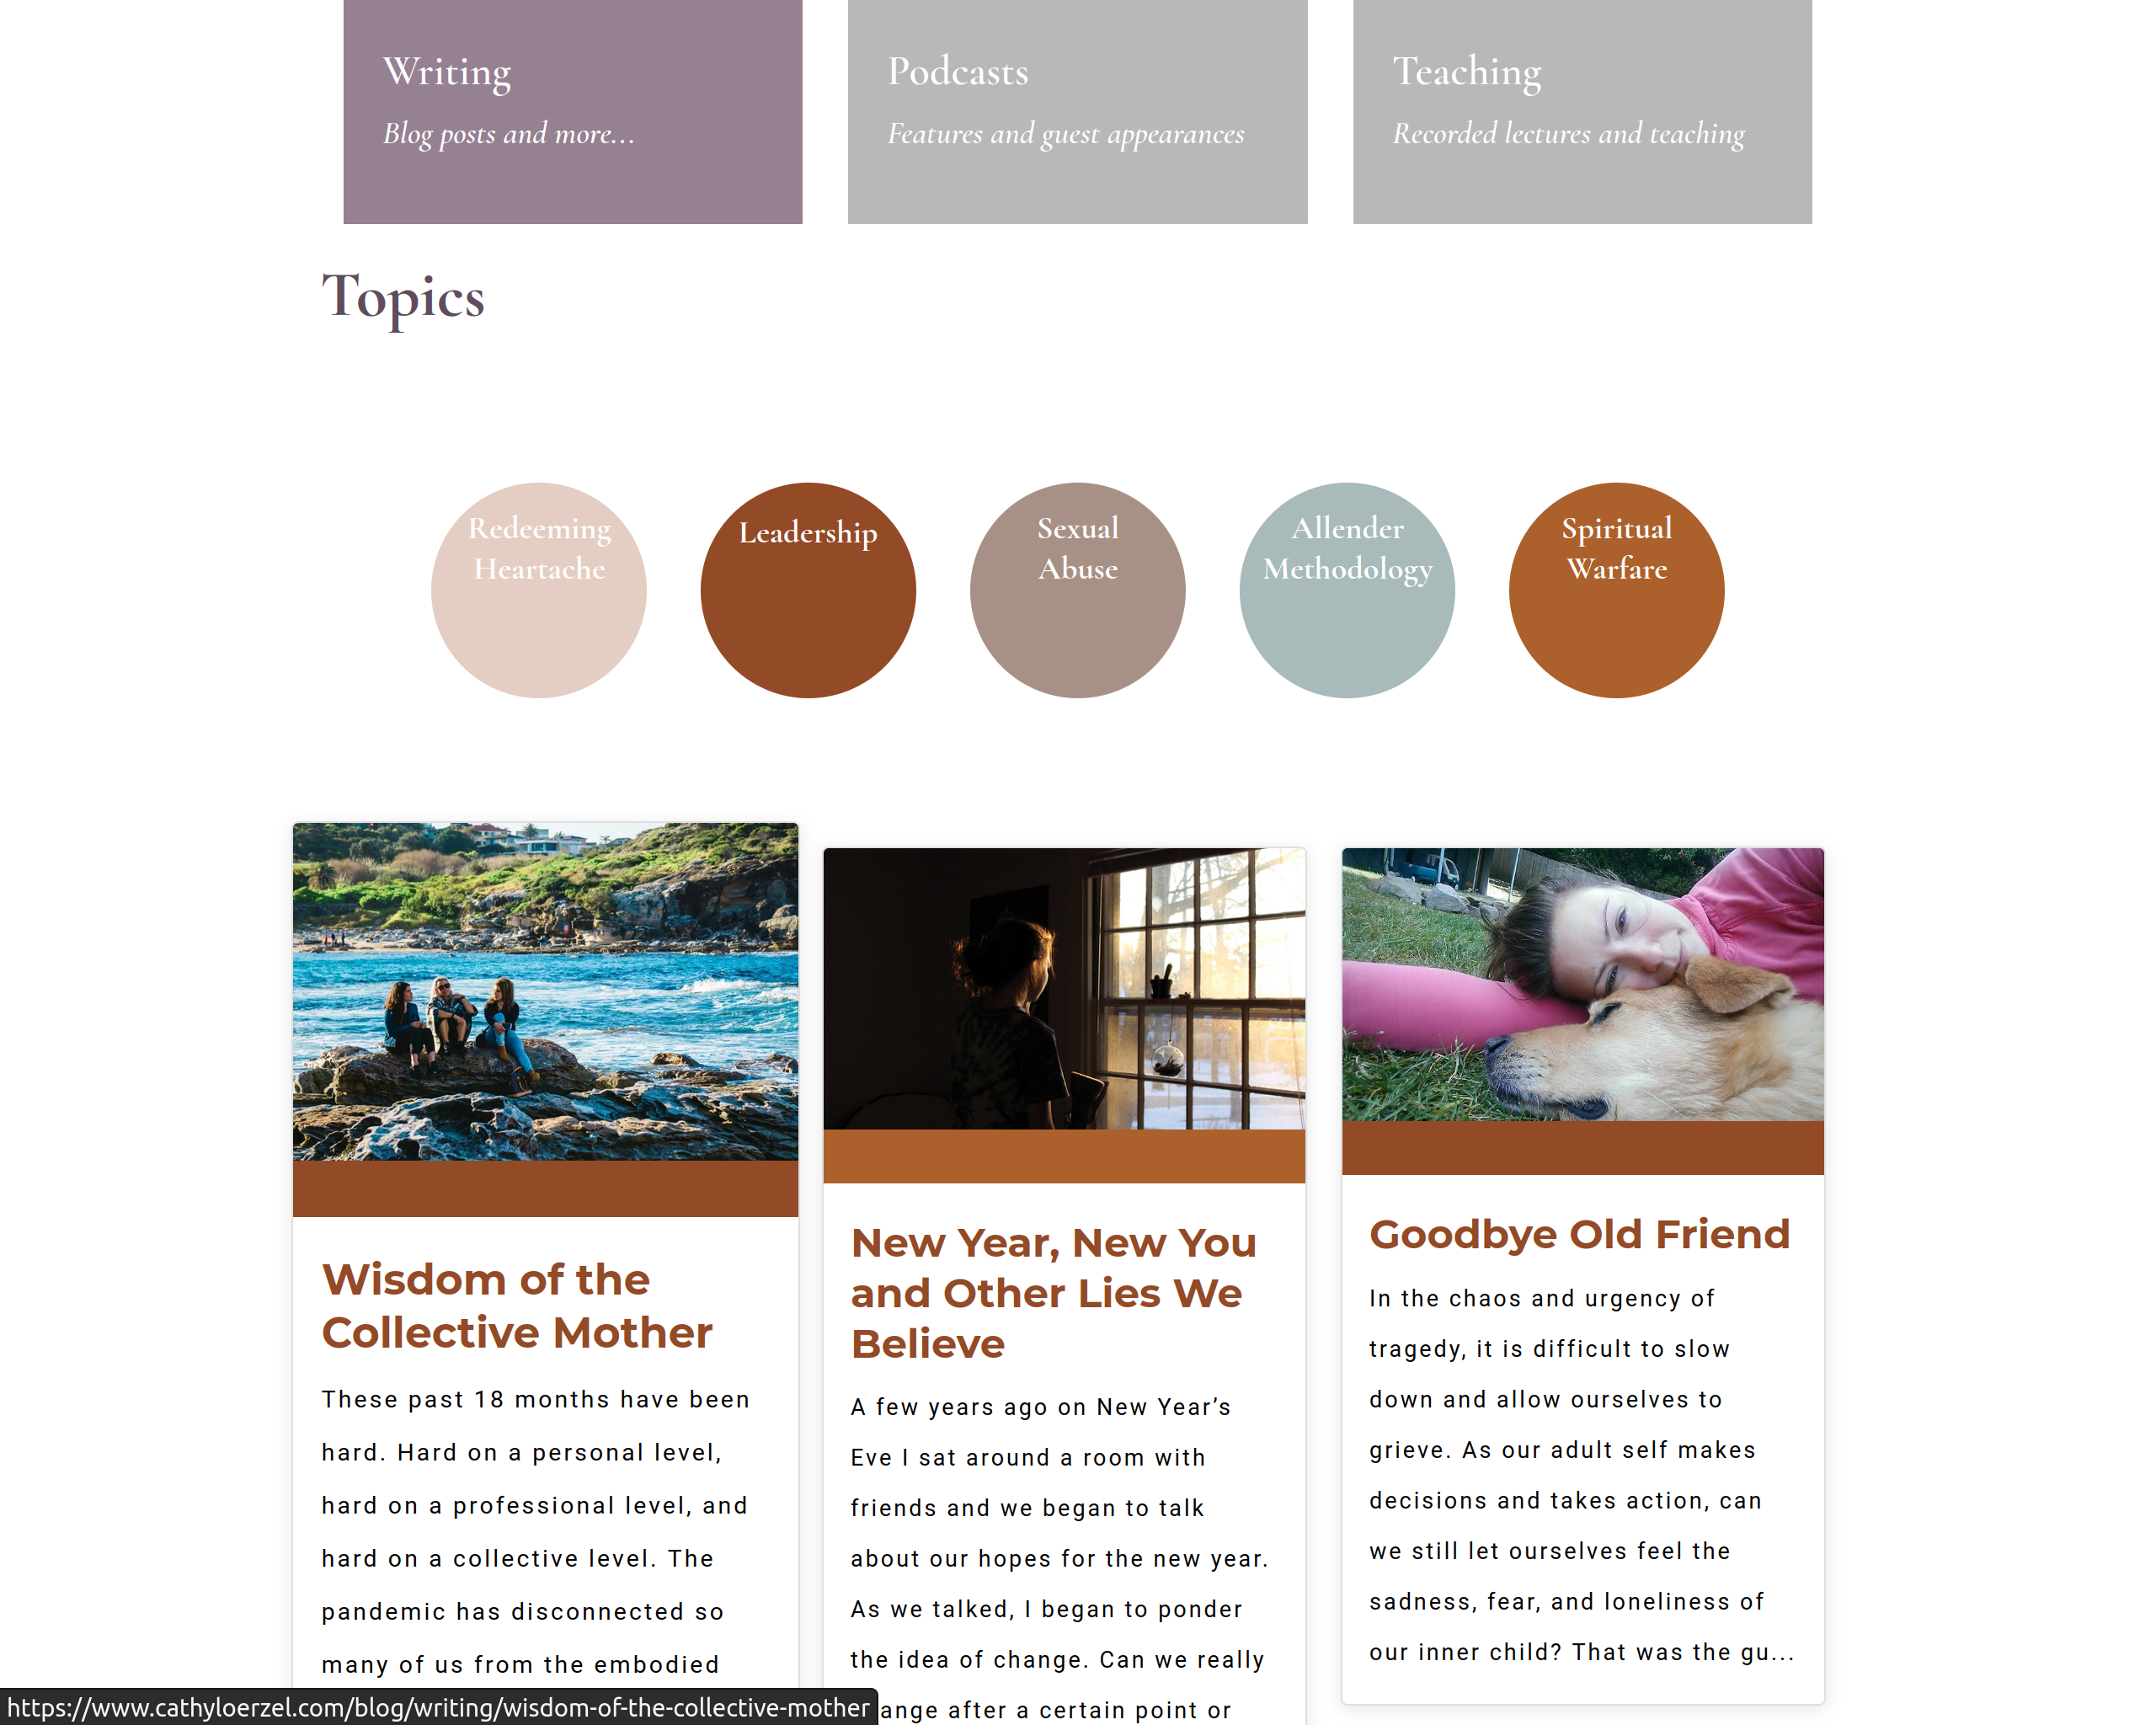 Writing
Blog posts and more...
Podcasts
Features and guest appearances
Teaching
Recorded lectures and teaching
Topics
Redeeming
Heartache
Leadership
Sexual
Abuse
Allender
Methodology
Spiritual
Warfare
Wisdom of the
Collective Mother
These past 18 months have been
hard. Hard on a personal level,
hard on a professional level, and
hard on a collective level. The
pandemic has disconnected so
many of us from the embodied
New Year, New You
and Other Lies We
Believe
A few years ago on New Year’s
Eve I sat around a room with
friends and we began to talk
about our hopes for the new year.
As we talked, I began to ponder
the idea of change. Can we really
ange after a certain point or
Goodbye Old Friend
In the chaos and urgency of
tragedy, it is difficult to slow
down and allow ourselves to
grieve. As our adult self makes
decisions and takes action, can
we still let ourselves feel the
sadness, fear, and loneliness of
our inner child? That was the gu...
https://www.cathyloerzel.com/blog/writing/wisdom-of-the-collective-mother